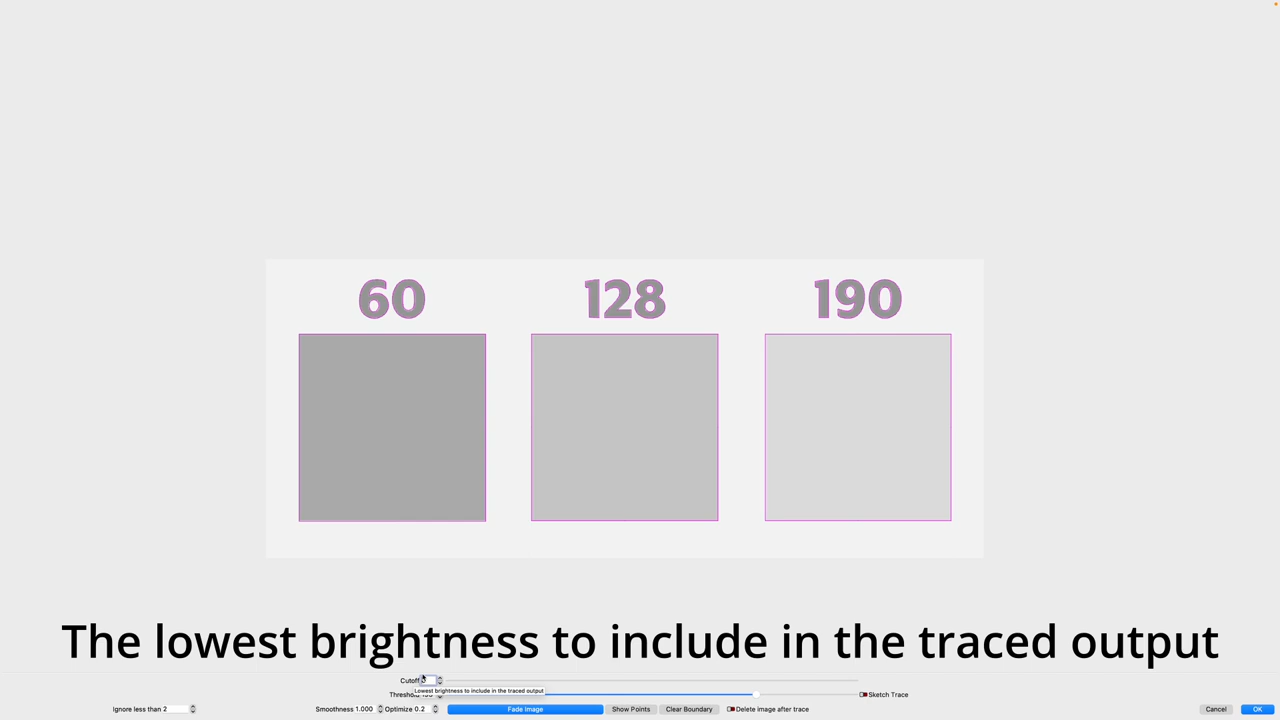 60 128 190
The lowest brightness to include in the traced output
Cutoff
Lowest brightness to include in the traced output
Sketch Trace
Ignore less than 2 Smoothness 1.000 Optimize 0.2 Fade Image Show Points Clear Boundary Delete image after trace Cancel OK